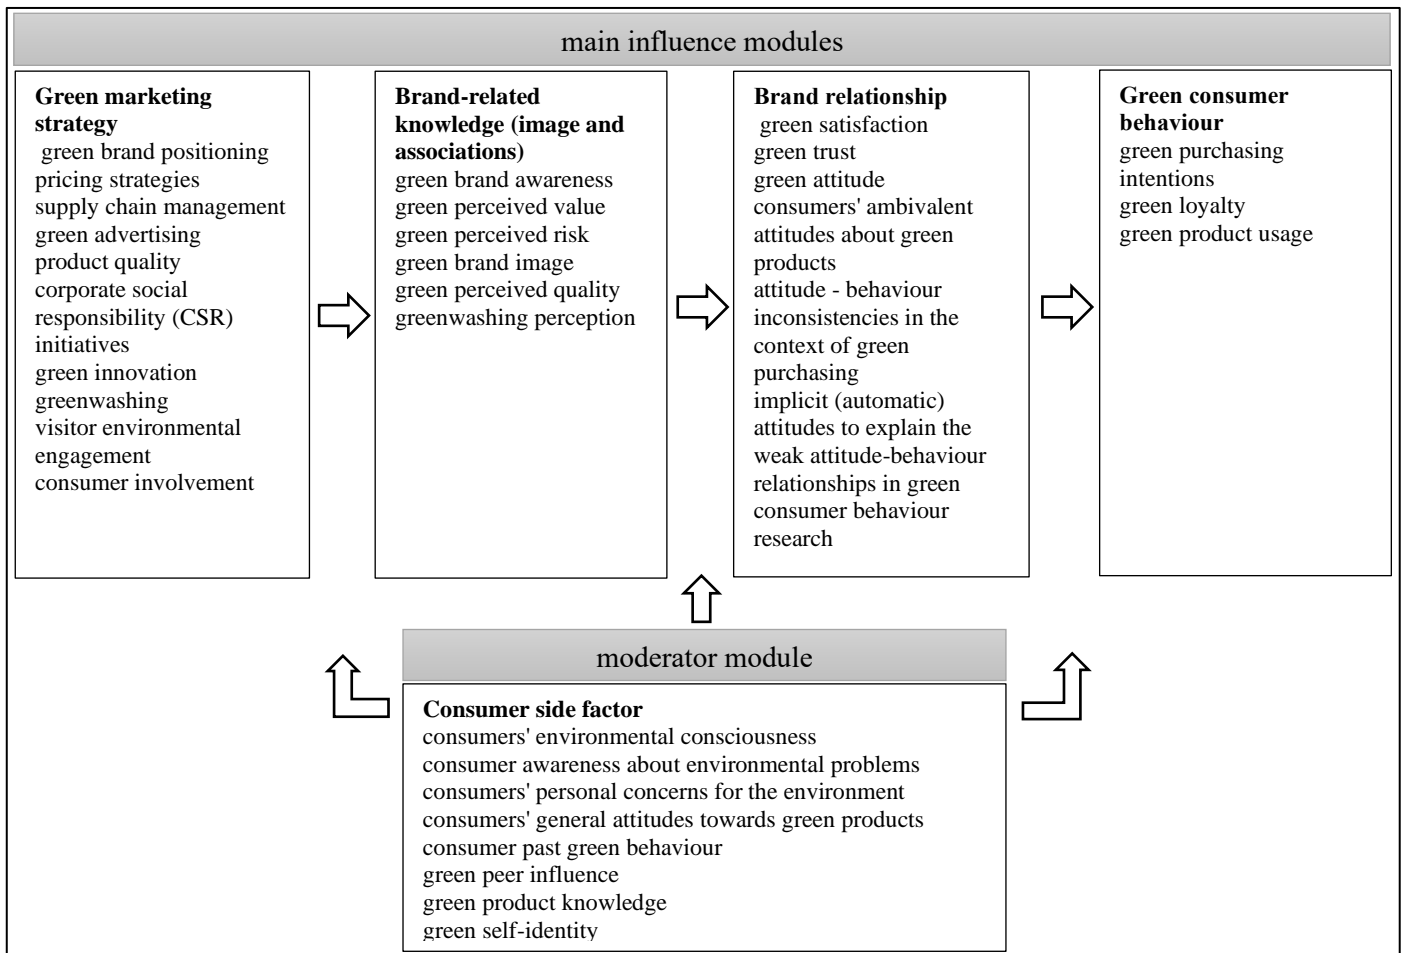 main influence modules
Green marketing
strategy
green brand positioning
pricing strategies
supply chain management
green advertising
product quality
corporate social
responsibility (CSR)
initiatives
green innovation
greenwashing
visitor environmental
engagement
consumer involvement
Brand-related
knowledge (image and
associations)
green brand awareness
green perceived value
green perceived risk
green brand image
green perceived quality
greenwashing perception
Brand relationship
green satisfaction
green trust
green attitude
consumers' ambivalent
attitudes about green
products
attitude - behaviour
inconsistencies in the
context of green
purchasing
implicit (automatic)
attitudes to explain the
weak attitude-behaviour
relationships in green
consumer behaviour
research
Green consumer
behaviour
green purchasing
intentions
green loyalty
green product usage
moderator module
Consumer side factor
consumers' environmental consciousness
consumer awareness about environmental problems
consumers' personal concerns for the environment
consumers' general attitudes towards green products
consumer past green behaviour
green peer influence
green product knowledge
green self-identity